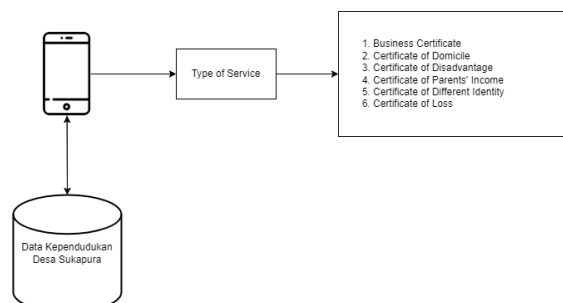 Type of Service
1. Business Certificate
2. Certificate of Domicile
3. Certificate of Disadvantage
4. Certificate of Parents' Income
5. Certificate of Different Identity
6. Certificate of Loss
Data Kependudukan
Desa Sukapura